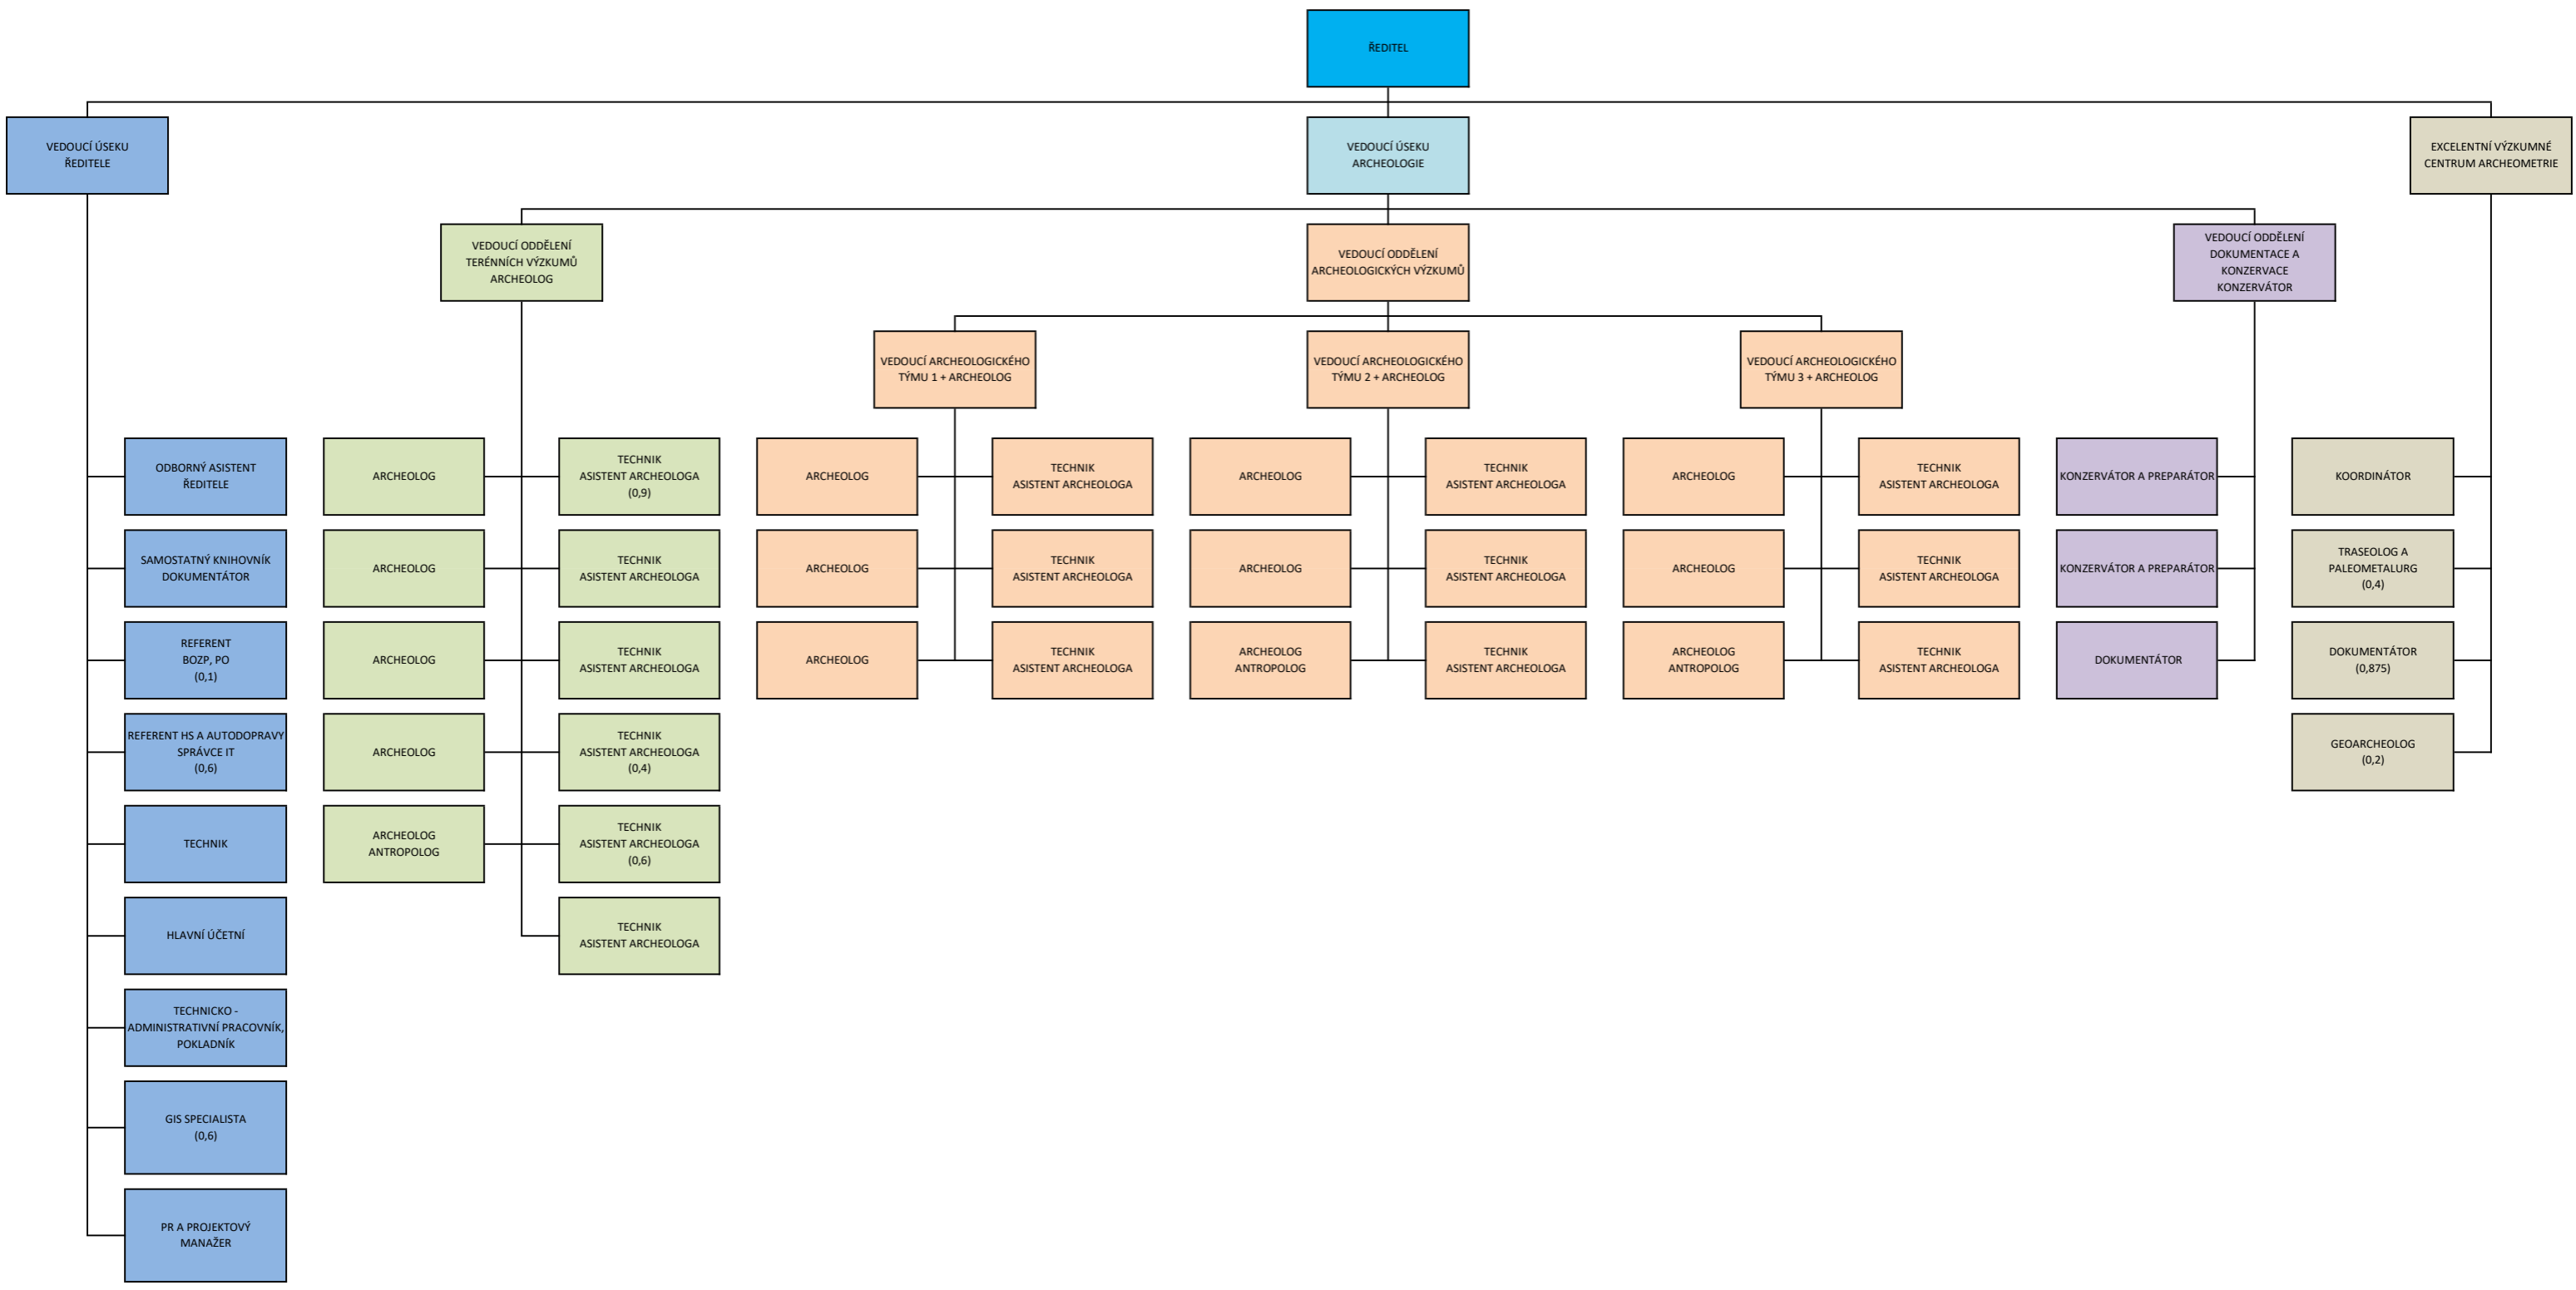 ŘEDITEL
VEDOUCÍ ÚSEKU
ŘEDITELE
VEDOUCÍ ÚSEKU
ARCHEOLOGIE
EXCELENTNÍ VÝZKUMNÉ
CENTRUM ARCHEOMETRIE
VEDOUCÍ ODDĚLENÍ
TERÉNNÍCH VÝZKUMŮ
ARCHEOLOG
VEDOUCÍ ODDĚLENÍ
ARCHEOLOGICKÝCH VÝZKUMŮ
VEDOUCÍ ODDĚLENÍ
DOKUMENTACE A
KONZERVACE
KONZERVÁTOR
VEDOUCÍ ARCHEOLOGICKÉHO
TÝMU 1 + ARCHEOLOG
VEDOUCÍ ARCHEOLOGICKÉHO
TÝMU 2 + ARCHEOLOG
VEDOUCÍ ARCHEOLOGICKÉHO
TÝMU 3 + ARCHEOLOG
ODBORNÝ ASISTENT
ŘEDITELE
ARCHEOLOG
TECHNIK
ASISTENT ARCHEOLOGA
(0,9)
ARCHEOLOG
TECHNIK
ASISTENT ARCHEOLOGA
ARCHEOLOG
TECHNIK
ASISTENT ARCHEOLOGA
ARCHEOLOG
TECHNIK
ASISTENT ARCHEOLOGA
KONZERVÁTOR A PREPARÁTOR
KOORDINÁTOR
SAMOSTATNÝ KNIHOVNÍK
DOKUMENTÁTOR
ARCHEOLOG
TECHNIK
ASISTENT ARCHEOLOGA
ARCHEOLOG
TECHNIK
ASISTENT ARCHEOLOGA
ARCHEOLOG
TECHNIK
ASISTENT ARCHEOLOGA
ARCHEOLOG
TECHNIK
ASISTENT ARCHEOLOGA
KONZERVÁTOR A PREPARÁTOR
TRASEOLOG A
PALEOMETALURG
(0,4)
REFERENT
BOZP, PO
(0,1)
ARCHEOLOG
TECHNIK
ASISTENT ARCHEOLOGA
ARCHEOLOG
TECHNIK
ASISTENT ARCHEOLOGA
ARCHEOLOG
ANTROPOLOG
TECHNIK
ASISTENT ARCHEOLOGA
ARCHEOLOG
ANTROPOLOG
TECHNIK
ASISTENT ARCHEOLOGA
DOKUMENTÁTOR
DOKUMENTÁTOR
(0,875)
REFERENT HS A AUTODOPRAVY
SPRÁVCE IT
(0,6)
ARCHEOLOG
TECHNIK
ASISTENT ARCHEOLOGA
(0,4)
GEOARCHEOLOG
(0,2)
TECHNIK
ARCHEOLOG
ANTROPOLOG
TECHNIK
ASISTENT ARCHEOLOGA
(0,6)
HLAVNÍ ÚČETNÍ
TECHNIK
ASISTENT ARCHEOLOGA
TECHNICKO -
ADMINISTRATIVNÍ PRACOVNÍK,
POKLADNÍK
GIS SPECIALISTA
(0,6)
PR A PROJEKTOVÝ
MANAŽER